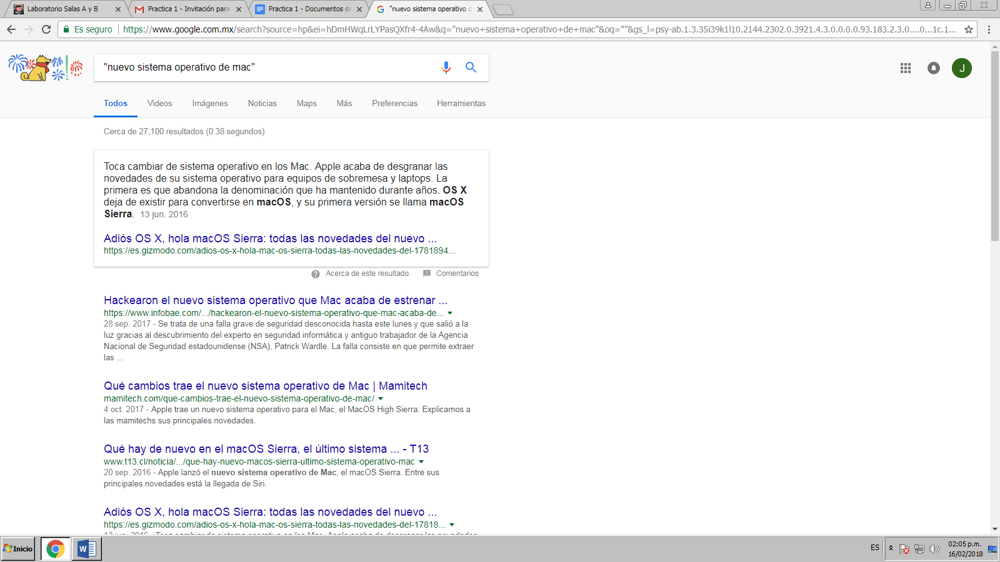 Laboratorio Salas A y B
Practica 1 - Invitación para
Practica 1 - Documentos de
"nuevo sistema operativo d
Es seguro
https://www.google.com.mx/search?source=hp&ei=hDmHWqLrLYPasQXfr4-4Aw&q="nuevo+sistema+operativo+de+mac"&oq=""&gs_l=psy-ab.1.3.35i39k1l10.2144.2302.0.3921.4.3.0.0.0.0.93.183.2.3.0....0...1c.1...
"nuevo sistema operativo de mac"
J
Todos Videos Imágenes Noticias Maps Más Preferencias Herramientas
Cerca de 27,100 resultados (0.38 segundos)
Toca cambiar de sistema operativo en los Mac. Apple acaba de desgranar las
novedades de su sistema operativo para equipos de sobremesa y laptops. La
primera es que abandona la denominación que ha mantenido durante años. OS X
deja de existir para convertirse en macOS, y su primera versión se llama macOS
Sierra. 13 jun. 2016
Adiós OS X, hola macOS Sierra: todas las novedades del nuevo ...
https://es.gizmodo.com/adios-os-x-hola-mac-os-sierra-todas-las-novedades-del-1781894...
Acerca de este resultado Comentarios
Hackearon el nuevo sistema operativo que Mac acaba de estrenar ...
https://www.infobae.com/.../hackearon-el-nuevo-sistema-operativo-que-mac-acaba-de...
28 sep. 2017 - Se trata de una falla grave de seguridad desconocida hasta este lunes y que salió a la
luz gracias al descubrimiento del experto en seguridad informática y antiguo trabajador de la Agencia
Nacional de Seguridad estadounidense (NSA), Patrick Wardle. La falla consiste en que permite extraer
las ...
Qué cambios trae el nuevo sistema operativo de Mac | Mamitech
mamitech.com/que-cambios-trae-el-nuevo-sistema-operativo-de-mac/
4 oct. 2017 - Apple trae un nuevo sistema operativo para el Mac, el MacOS High Sierra. Explicamos a
las mamitechs sus principales novedades.
Qué hay de nuevo en el macOS Sierra, el último sistema ... - T13
www.t13.cl/noticia/.../que-hay-nuevo-macos-sierra-ultimo-sistema-operativo-mac
20 sep. 2016 - Apple lanzó el nuevo sistema operativo de Mac, el macOS Sierra. Entre sus
principales novedades está la llegada de Siri.
Adiós OS X, hola macOS Sierra: todas las novedades del nuevo ...
https://es.gizmodo.com/adios-os-x-hola-mac-os-sierra-todas-las-novedades-del-17818...
13 jun. 2016 - Toca cambiar de sistema operativo en los Mac. Apple acaba de desgranar las novedades
Inicio
ES
02:05 p.m.
16/02/2018